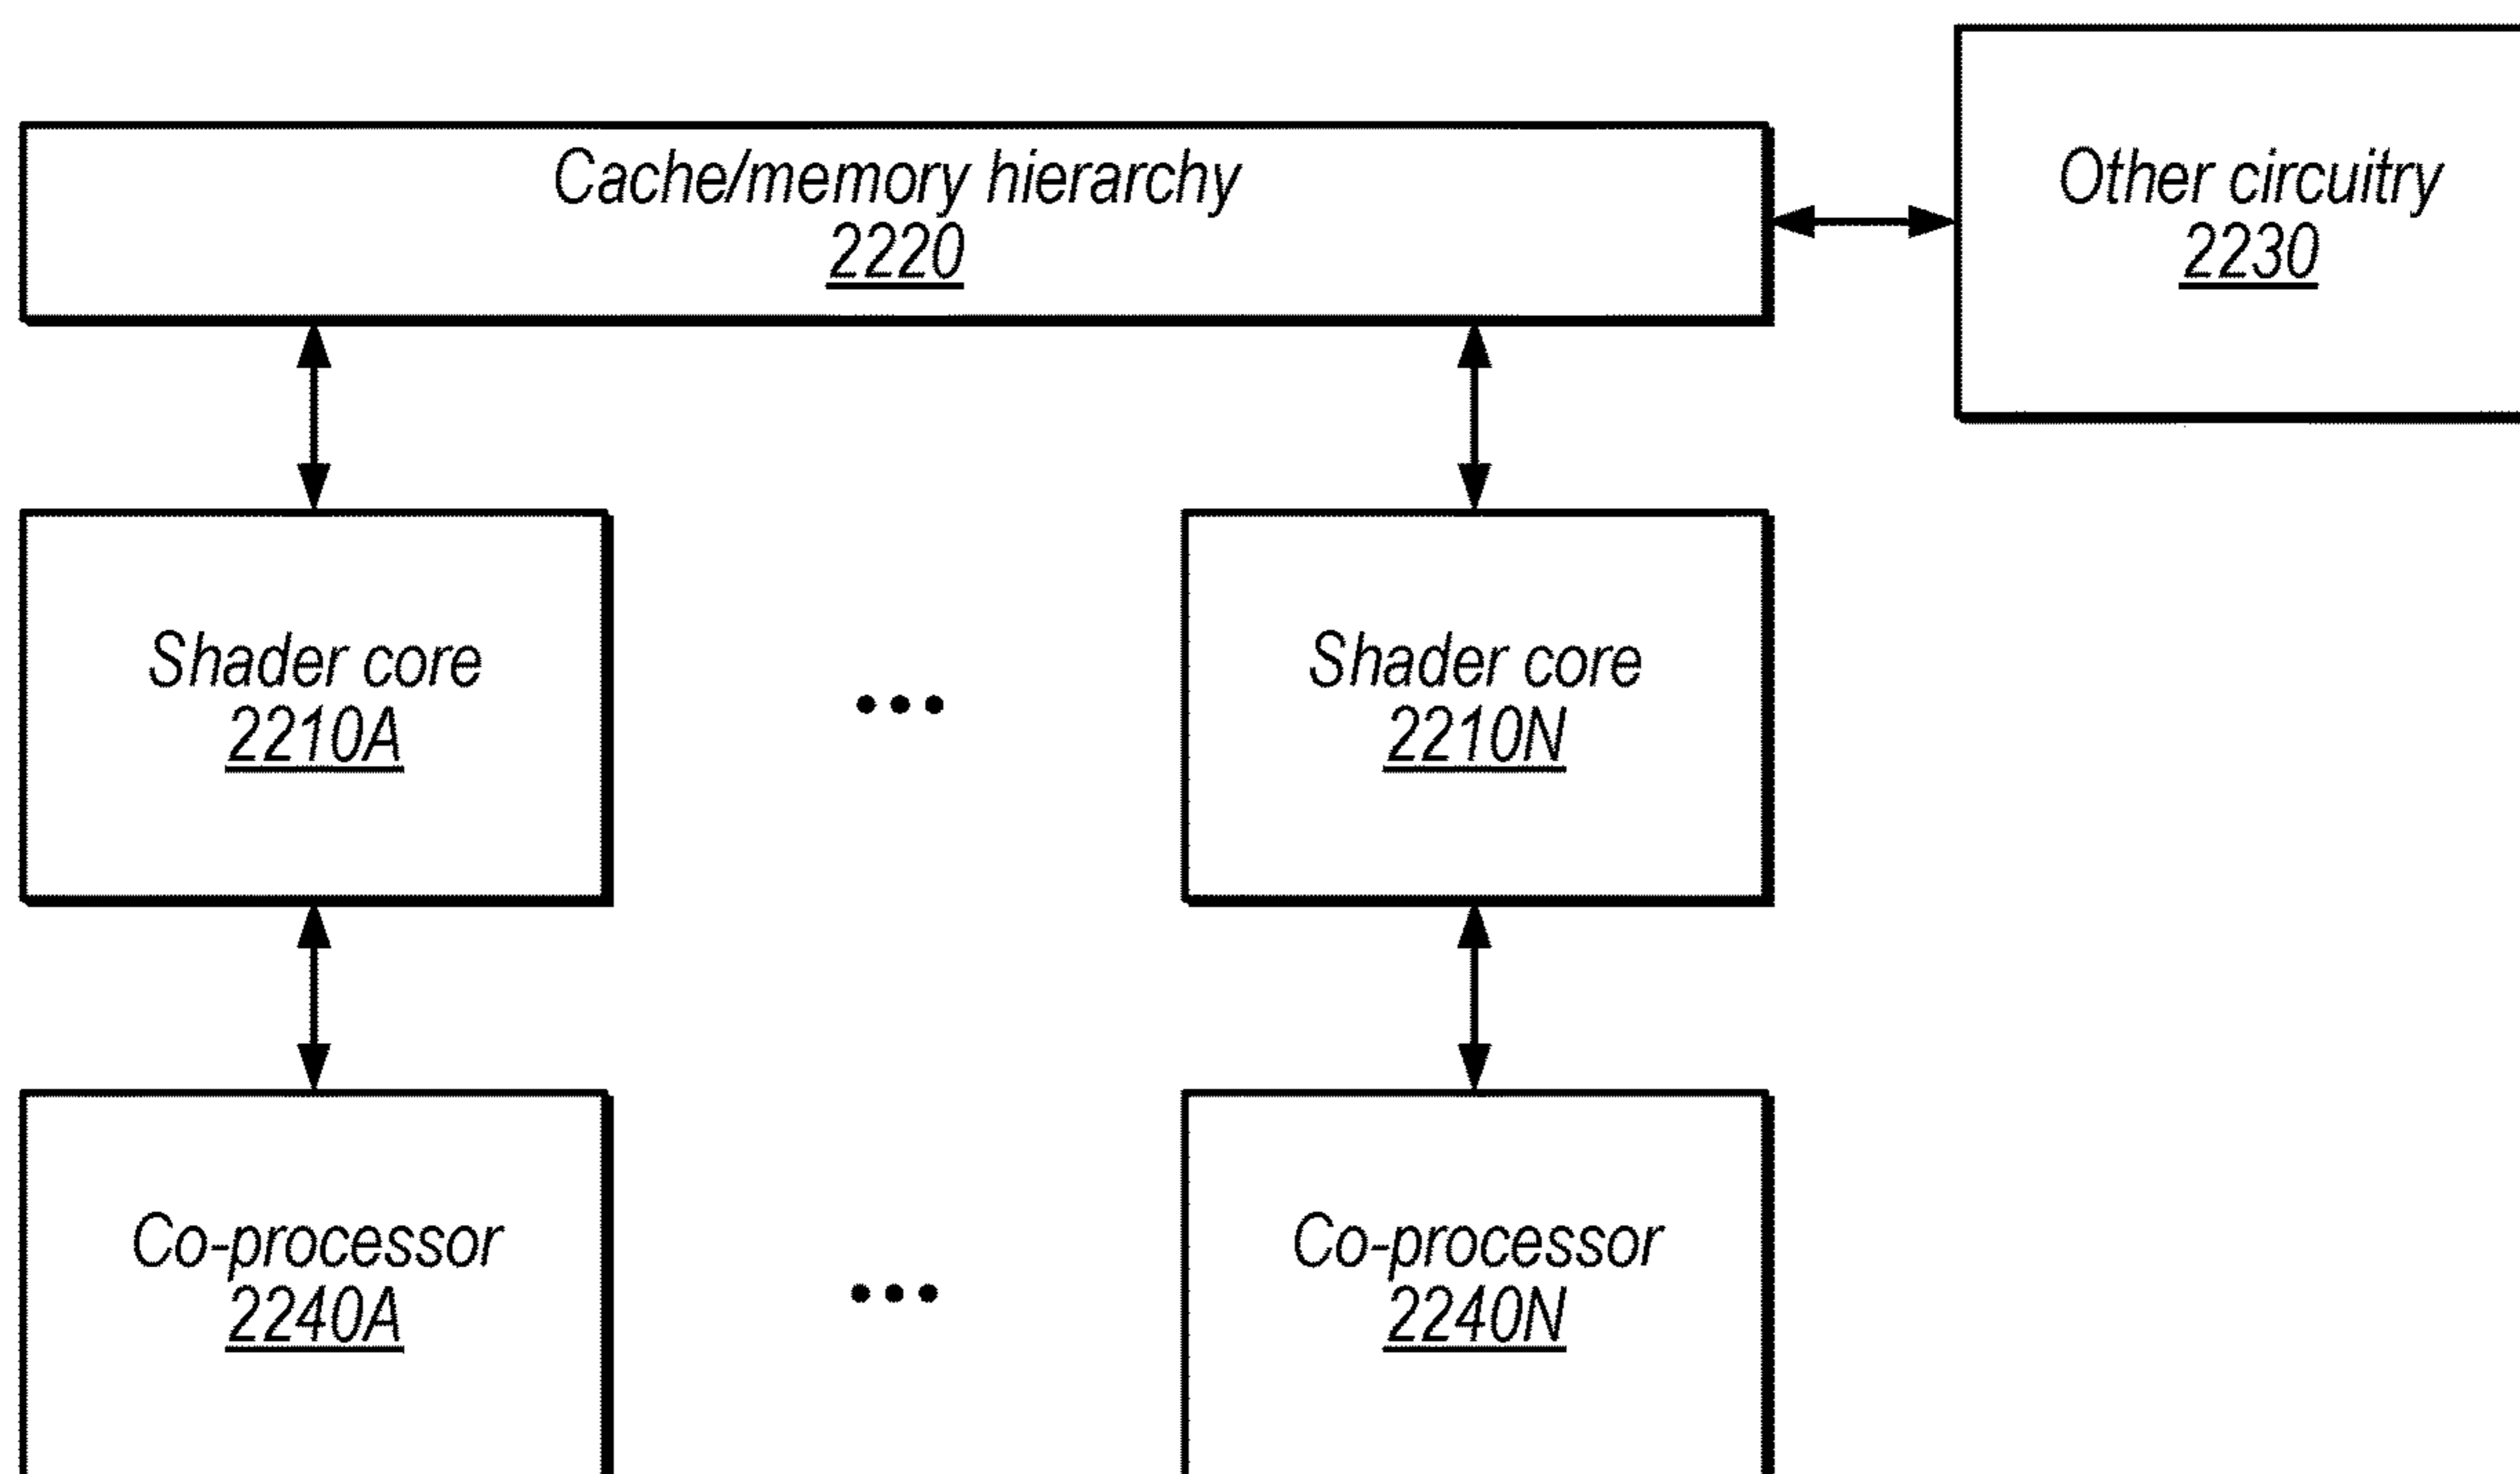 Cache/memory hierarchy
2220
Other circuitry
2230
Shader core
2210A
Shader core
2210N
Co-processor
2240A
Co-processor
2240N